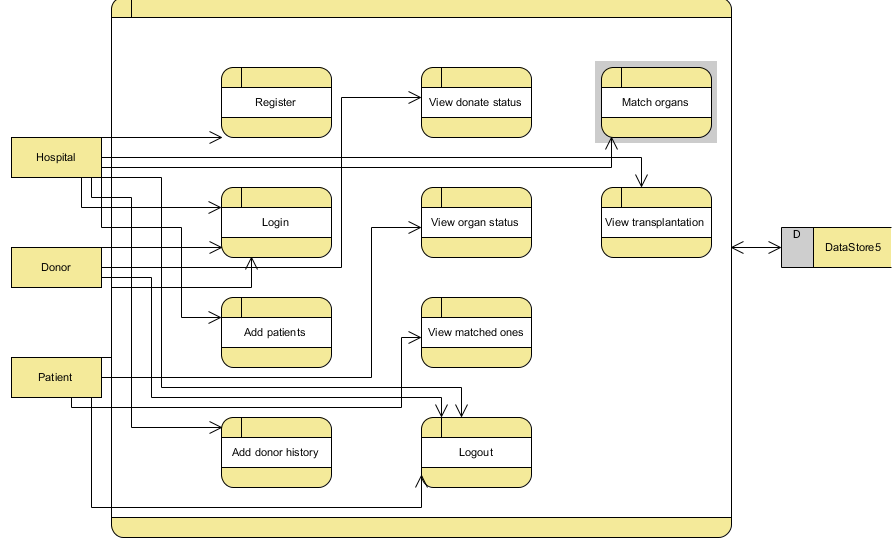 Register
View donate status
Match organs
Hospital
Login
View organ status
View transplantation
D
DataStore5
Donor
Add patients
View matched ones
Patient
Add donor history
Logout